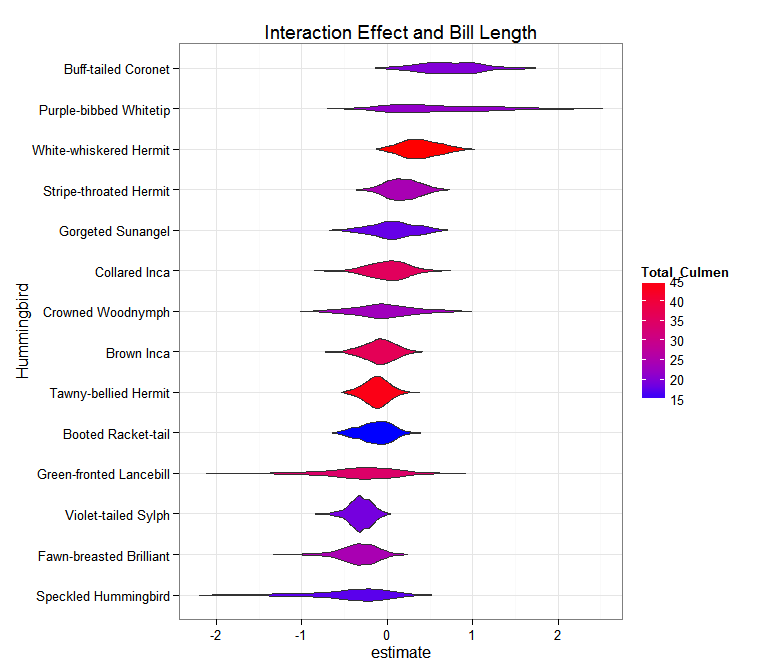 Interaction Effect and Bill Length
Hummingbird
Buff-tailed Coronet
Purple-bibbed Whitetip
White-whiskered Hermit
Stripe-throated Hermit
Gorgeted Sunangel
Collared Inca
Crowned Woodnymph
Brown Inca
Tawny-bellied Hermit
Booted Racket-tail
Green-fronted Lancebill
Violet-tailed Sylph
Fawn-breasted Brilliant
Speckled Hummingbird
-2 -1 0 1 2
estimate
Total_Culmen
45
40
35
30
25
20
15